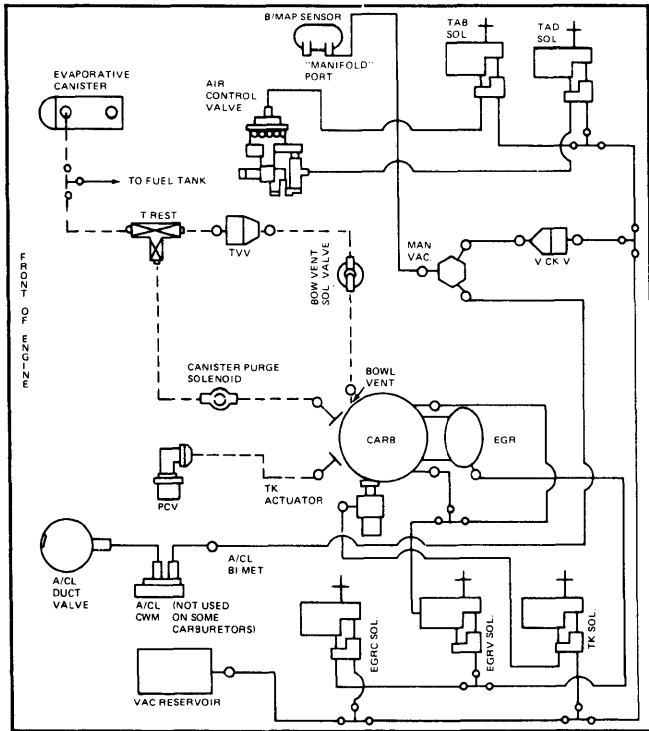 B/MAP SENSOR
"MANIFOLD"
PORT
TAB
SOL
TAD
SOL
EVAPORATIVE
CANISTER
AIR
CONTROL
VALVE
TO FUEL TANK
T REST
TVV
BOW VENT
SOL VALVE
MAN
VAC.
V CK V
FRONT OF ENGINE
CANISTER PURGE
SOLENOID
BOWL
VENT
CARB
EGR
TK
ACTUATOR
PCV
A/CL
BI MET
A/CL
DUCT
VALVE
A/CL
CWM
(NOT USED
ON SOME
CARBURETORS)
EGRC SOL.
EGRV SOL.
TK SOL.
VAC RESERVOIR